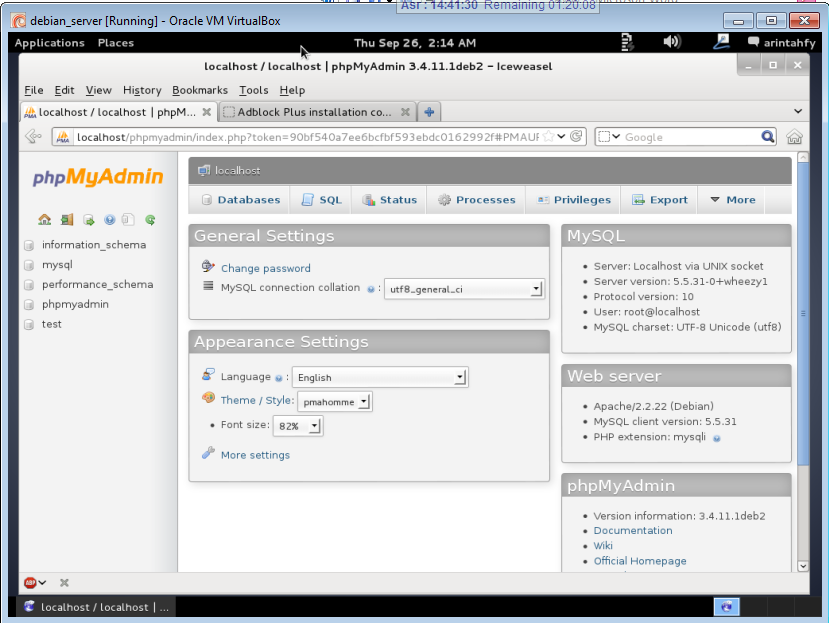 Asr : 14:41:30 Remaining 01:20:08
debian_server [Running] - Oracle VM VirtualBox
Applications Places Thu Sep 26, 2:14 AM arintahfy
localhost / localhost | phpMyAdmin 3.4.11.1deb2 - Iceweasel
File Edit View History Bookmarks Tools Help
localhost / localhost | phpM... Adblock Plus installation co...
localhost/phpmyadmin/index.php?token=90bf540a7ee6bcfbf593ebdc0162992f#PMAUR Google
phpMyAdmin
localhost
Databases SQL Status Processes Privileges Export More
information_schema
mysql
performance_schema
phpmyadmin
test
General Settings
Change password
MySQL connection collation : utf8_general_ci
Appearance Settings
Language : English
Theme / Style: pmahomme
Font size: 82%
More settings
MySQL
Server: Localhost via UNIX socket
Server version: 5.5.31-0+wheezy1
Protocol version: 10
User: root@localhost
MySQL charset: UTF-8 Unicode (utf8)
Web server
Apache/2.2.22 (Debian)
MySQL client version: 5.5.31
PHP extension: mysqli
phpMyAdmin
Version information: 3.4.11.1deb2
Documentation
Wiki
Official Homepage
ABP
localhost / localhost | ...